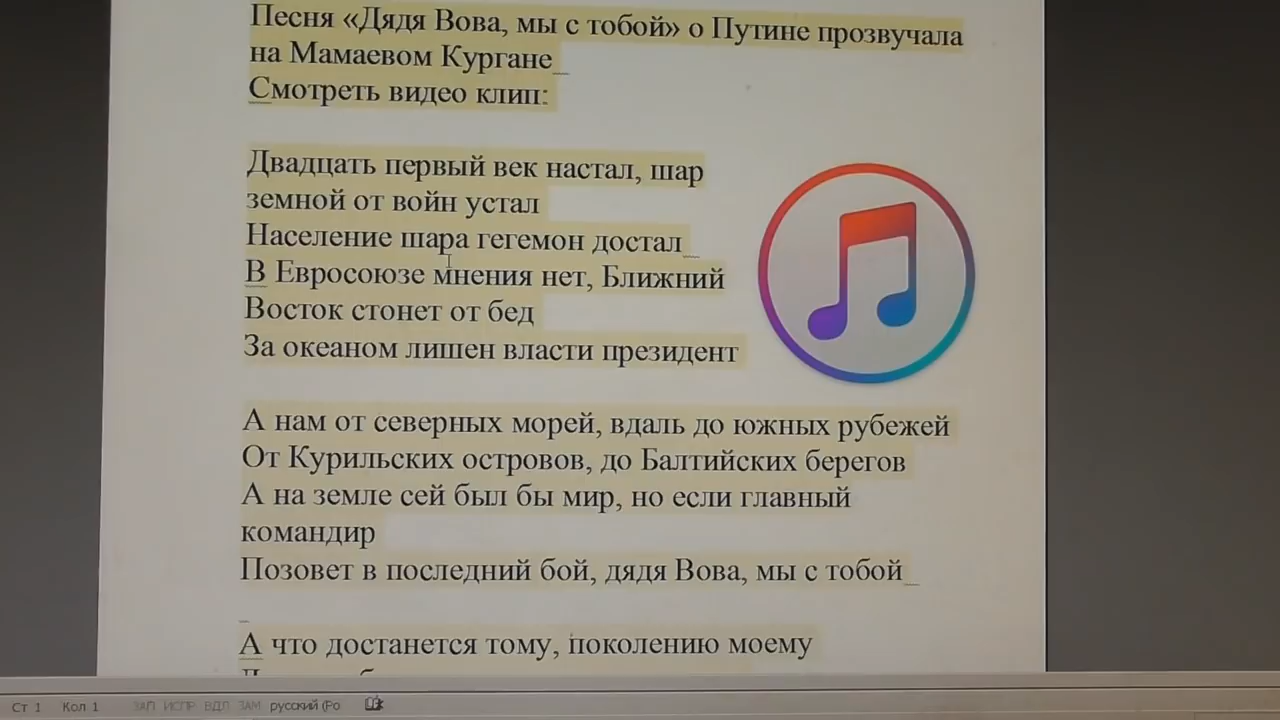 Песня «Дядя Вова, мы с тобой» о Путине прозвучала
на Мамаевом Кургане
Смотреть видео клип:
Двадцать первый век настал, шар
земной от войн устал
Население шара гегемон достал
В Евросоюзе мнения нет, Ближний
Восток стонет от бед
За океаном лишен власти президент
А нам от северных морей, вдаль до южных рубежей
От Курильских островов, до Балтийских берегов
А на земле сей был бы мир, но если главный
командир
Позовет в последний бой, дядя Вова, мы с тобой
А что достанется тому, поколению моему
Ст 1 Кол 1 ЗАП ИСПР ВДЛ ЗАМ русский (Ро